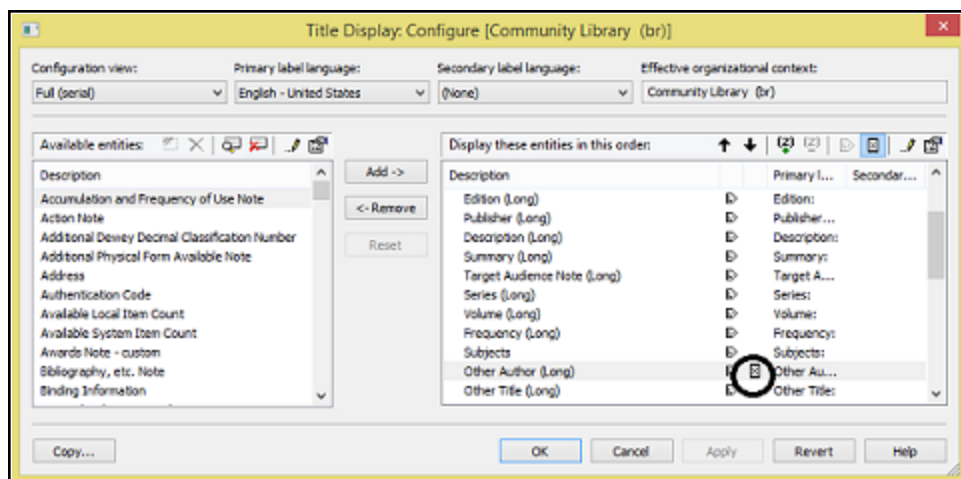 Title Display: Configure [Community Library (br)]
Configuration view: Primary label language: Secondary label language: Effective organizational context:
Full (serial) English - United States (None) Community Library (br)
Available entities: Display these entities in this order:
Description Description Primary l... Secondar...
Add ->
Accumulation and Frequency of Use Note Edition (Long) Edition:
<- Remove
Action Note Publisher (Long) Publisher...
Additional Dewey Decimal Classification Number Description (Long) Description:
Reset
Additional Physical Form Available Note Summary (Long) Summary:
Address Target Audience Note (Long) Target A...
Authentication Code Series (Long) Series:
Available Local Item Count Volume (Long) Volume:
Available System Item Count Frequency (Long) Frequency:
Awards Note - custom Subjects Subjects:
Bibliography, etc. Note Other Author (Long) Other Au...
Binding Information Other Title (Long) Other Title:
Copy... OK Cancel Apply Revert Help